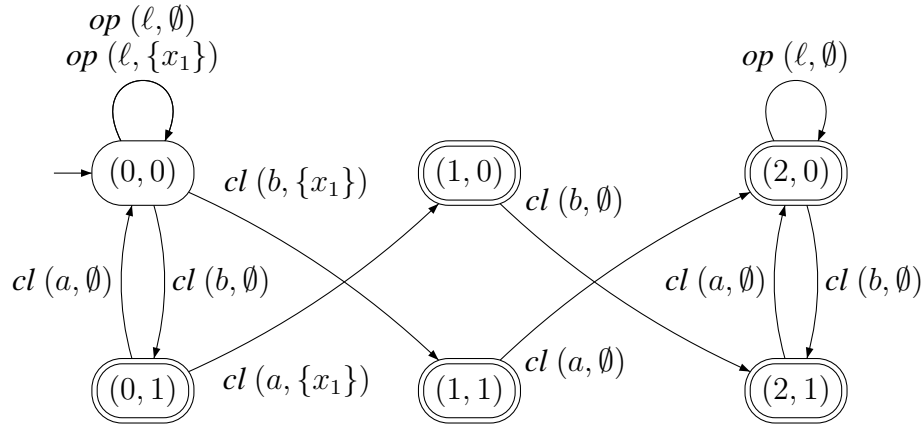 op (ℓ, ∅)
op (ℓ, {x₁})
op (ℓ, ∅)
(0, 0)
cl (b, {x₁})
(1, 0)
cl (b, ∅)
(2, 0)
cl (a, ∅)
cl (b, ∅)
cl (a, ∅)
cl (b, ∅)
(0, 1)
cl (a, {x₁})
(1, 1)
cl (a, ∅)
(2, 1)